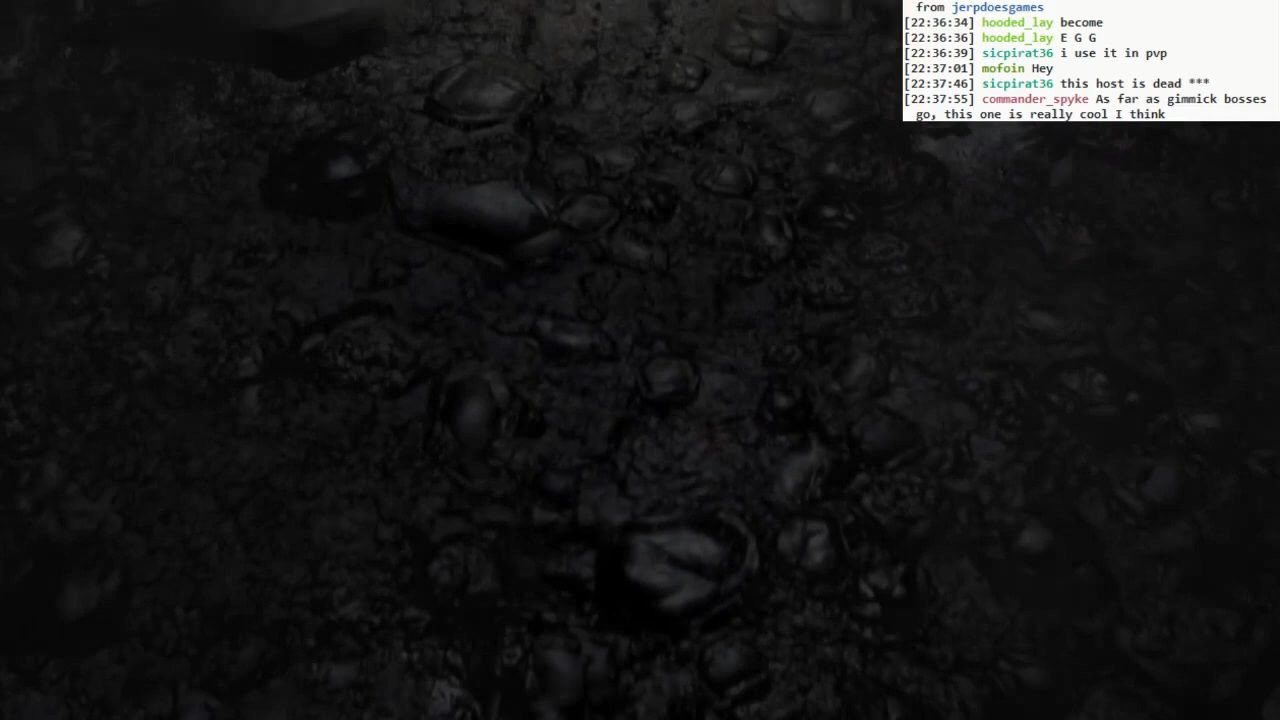 from jerpdoesgames
[22:36:34] hooded_lay become
[22:36:36] hooded_lay E G G
[22:36:39] sicpirat36 i use it in pvp
[22:37:01] mofoin Hey
[22:37:46] sicpirat36 this host is dead ***
[22:37:55] commander_spyke As far as gimmick bosses
go, this one is really cool I think